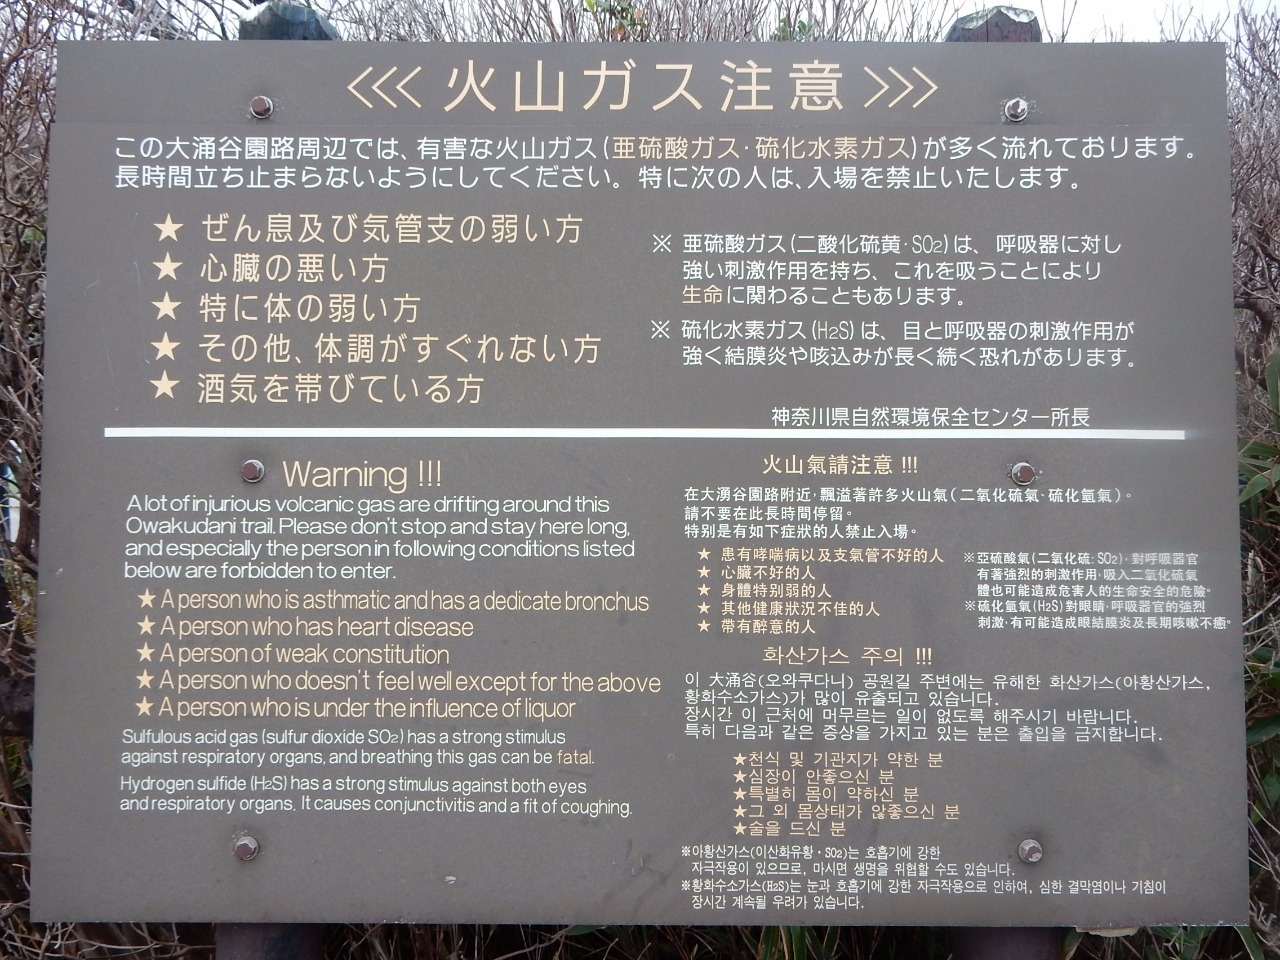 <<<火山ガス注意>>>
この大涌谷園路周辺では、有害な火山ガス(亜硫酸ガス・硫化水素ガス)が多く流れております。
長時間立ち止まらないようにしてください。特に次の人は、入場を禁止いたします。
★ ぜん息及び気管支の弱い方
★ 心臓の悪い方
★ 特に体の弱い方
★ その他、体調がすぐれない方
★ 酒気を帯びている方
※ 亜硫酸ガス(二酸化硫黄・SO2)は、呼吸器に対し
強い刺激作用を持ち、これを吸うことにより
生命に関わることもあります。
※ 硫化水素ガス(H2S)は、目と呼吸器の刺激作用が
強く結膜炎や咳込みが長く続く恐れがあります。
神奈川県自然環境保全センター所長
Warning !!!
A lot of injurious volcanic gas are drifting around this
Owakudani trail. Please don't stop and stay here long,
and especially the person in following conditions listed
below are forbidden to enter.
★ A person who is asthmatic and has a dedicate bronchus
★ A person who has heart disease
★ A person of weak constitution
★ A person who doesn't feel well except for the above
★ A person who is under the influence of liquor
Sulfulous acid gas (sulfur dioxide SO2) has a strong stimulus
against respiratory organs, and breathing this gas can be fatal.
Hydrogen sulfide (H2S) has a strong stimulus against both eyes
and respiratory organs. It causes conjunctivitis and a fit of coughing.
火山氣請注意 !!!
在大湧谷園路附近,飄溢著許多火山氣(二氧化硫氣、硫化氫氣)。
請不要在此長時間停留。
特別是有如下症狀的人禁止入場。
★ 患有哮喘病以及支氣管不好的人
★ 心臟不好的人
★ 身體特別弱的人
★ 其他健康狀況不佳的人
★ 帶有醉意的人
※亞硫酸氣(二氧化硫:SO2)·對呼吸器官
有著強烈的刺激作用·吸入二氧化硫氣
體也可能造成危害人的生命安全的危險。
※硫化氫氣(H2S)對眼睛·呼吸器官的強烈
刺激,有可能造成眼結膜炎及長期咳嗽不癒。
화산가스 주의 !!!
이 大涌谷(오와쿠다니) 공원길 주변에는 유해한 화산가스(아황산가스,
황화수소가스)가 많이 유출되고 있습니다.
장시간 이 근처에 머무르는 일이 없도록 해주시기 바랍니다.
특히 다음과 같은 증상을 가지고 있는 분은 출입을 금지합니다.
★천식 및 기관지가 약한 분
★심장이 안좋으신 분
★특별히 몸이 약하신 분
★그 외 몸상태가 않좋으신 분
★술을 드신 분
※아황산가스(이산화유황・SO2)는 호흡기에 강한
자극작용이 있으므로, 마시면 생명을 위협할 수도 있습니다.
※황화수소가스(H2S)는 눈과 호흡기에 강한 자극작용으로 인하여, 심한 결막염이나 기침이
장시간 계속될 우려가 있습니다.